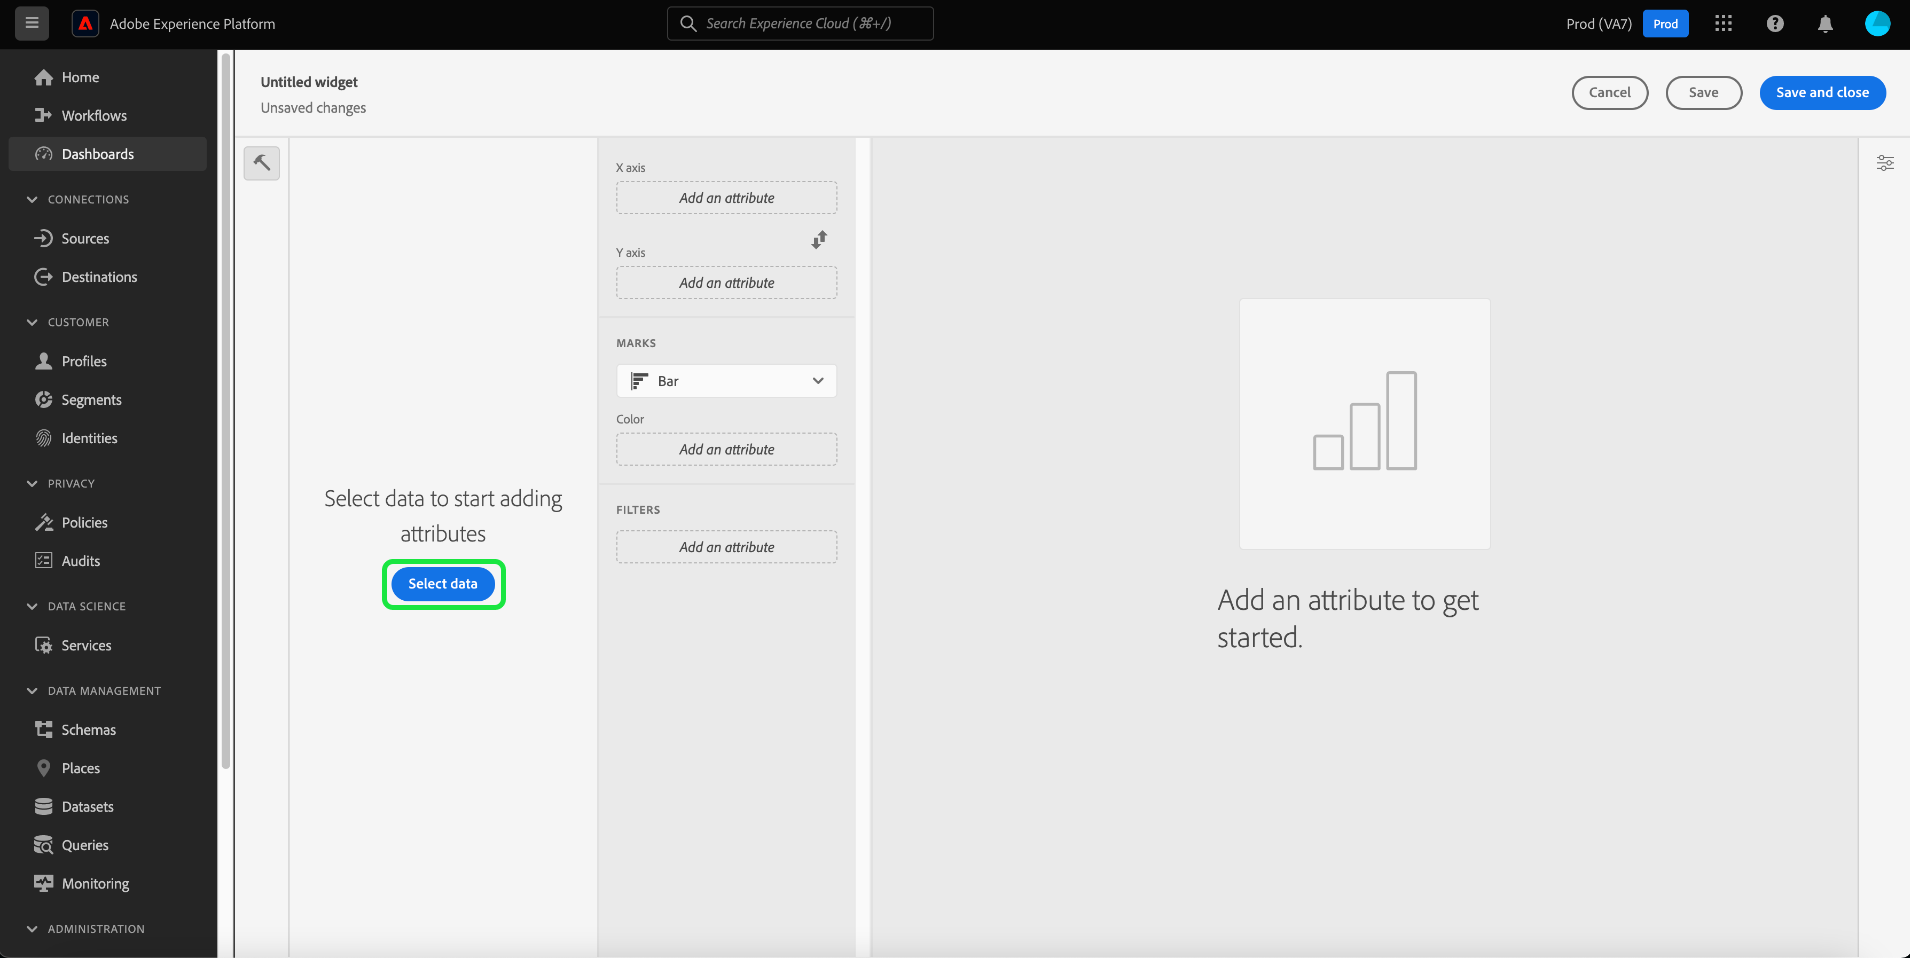 Adobe Experience Platform
Search Experience Cloud (⌘+/)
Prod (VA7)
Prod
Home
Workflows
Dashboards
CONNECTIONS
Sources
Destinations
CUSTOMER
Profiles
Segments
Identities
PRIVACY
Policies
Audits
DATA SCIENCE
Services
DATA MANAGEMENT
Schemas
Places
Datasets
Queries
Monitoring
ADMINISTRATION
Untitled widget
Unsaved changes
Cancel
Save
Save and close
Select data to start adding
attributes
Select data
X axis
Add an attribute
Y axis
Add an attribute
MARKS
Bar
Color
Add an attribute
FILTERS
Add an attribute
Add an attribute to get
started.